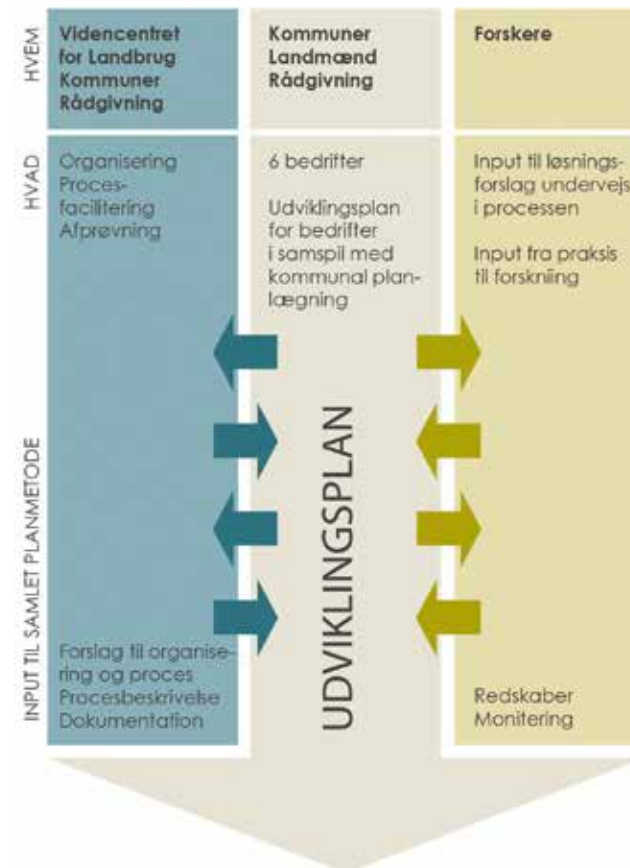 HVEM
Videncentret
for Landbrug
Kommuner
Rådgivning
Kommuner
Landmænd
Rådgivning
Forskere
HVAD
Organisering
Proces-
facilitering
Afprøvning
6 bedrifter
Udviklingsplan
for bedrifter
i samspil med
kommunal plan-
lægning
Input til løsnings-
forslag undervejs
i processen
Input fra praksis
til forskniing
INPUT TIL SAMLET PLANMETODE
Forslag til organise-
ring og proces
Procesbeskrivelse
Dokumentation
UDVIKLINGSPLAN
Redskaber
Monitering